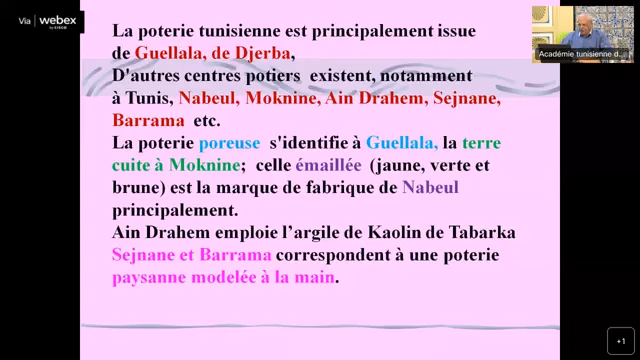 Via webex
by CISCO
La poterie tunisienne est principalement issue
de Guellala, de Djerba,
D'autres centres potiers existent, notamment
à Tunis, Nabeul, Moknine, Ain Drahem, Sejnane,
Barrama etc.
La poterie poreuse s'identifie à Guellala, la terre
cuite à Moknine; celle émaillée (jaune, verte et
brune) est la marque de fabrique de Nabeul
principalement.
Ain Drahem emploie l’argile de Kaolin de Tabarka
Sejnane et Barrama correspondent à une poterie
paysanne modelée à la main.
Académie tunisienne d...
+1